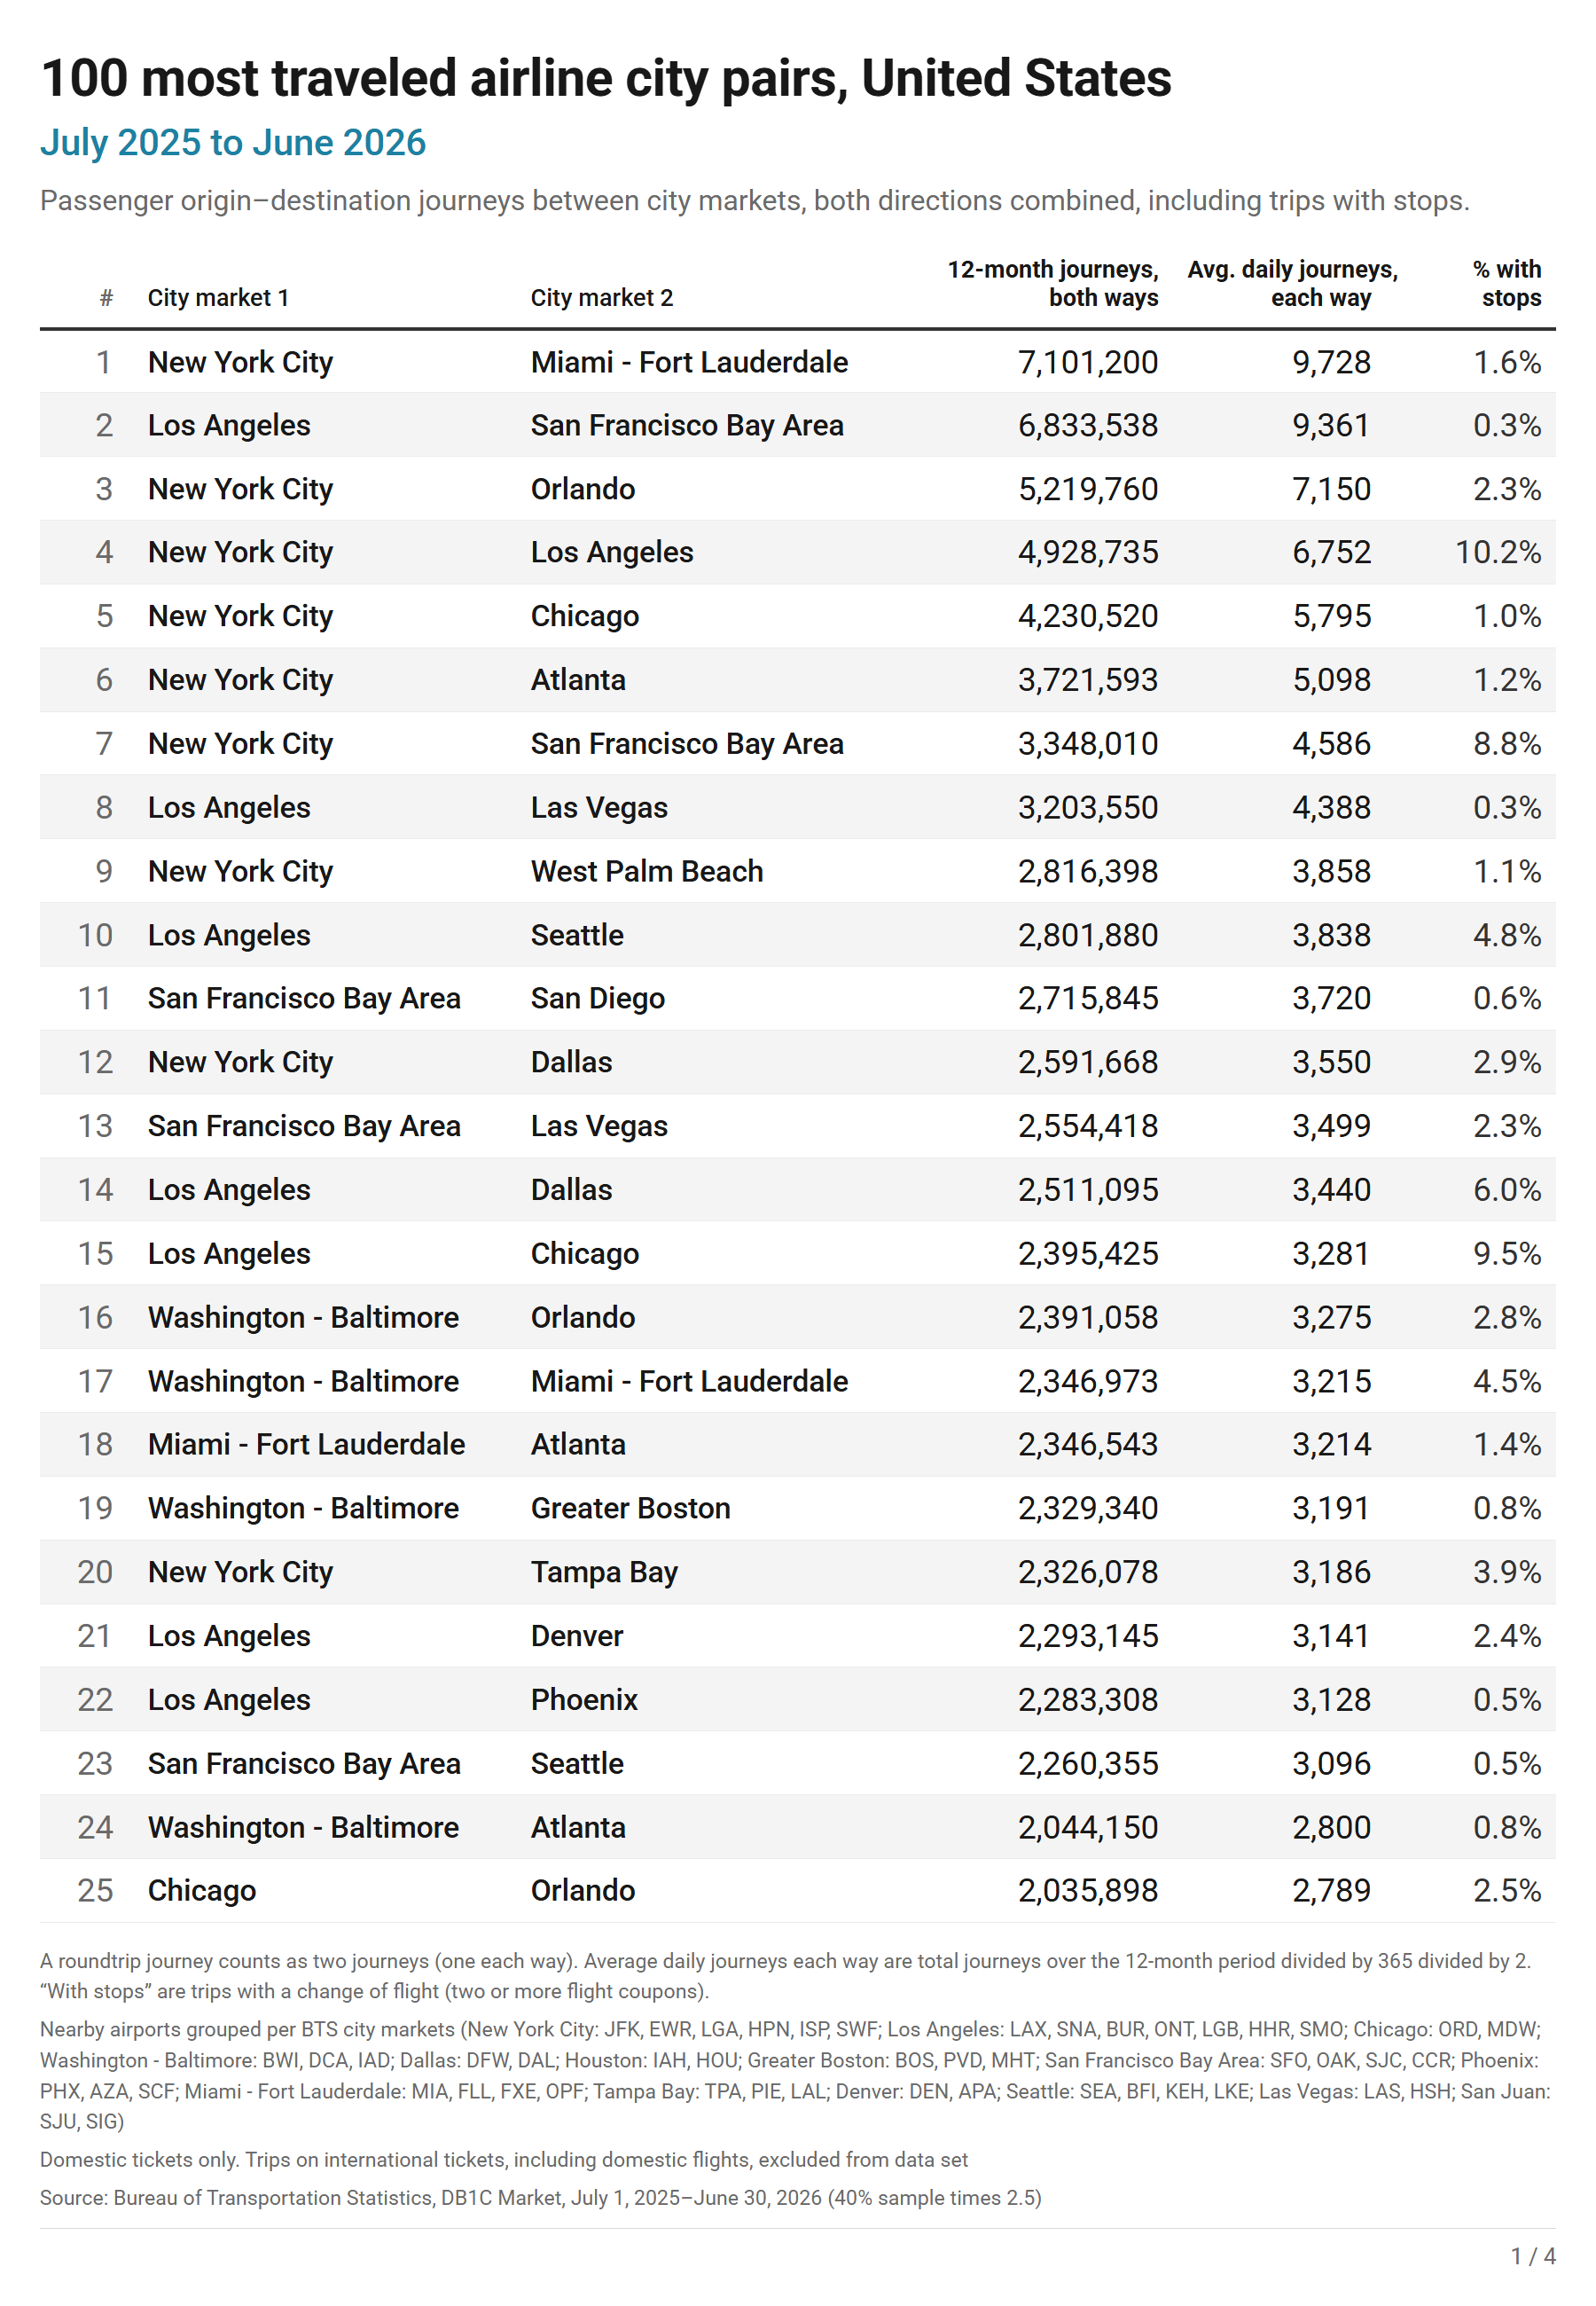 100 most traveled airline city pairs, United States
July 2025 to June 2026
Passenger origin–destination journeys between city markets, both directions combined, including trips with stops.
# City market 1 City market 2 12-month journeys, both ways Avg. daily journeys, each way % with stops
1 New York City Miami - Fort Lauderdale 7,101,200 9,728 1.6%
2 Los Angeles San Francisco Bay Area 6,833,538 9,361 0.3%
3 New York City Orlando 5,219,760 7,150 2.3%
4 New York City Los Angeles 4,928,735 6,752 10.2%
5 New York City Chicago 4,230,520 5,795 1.0%
6 New York City Atlanta 3,721,593 5,098 1.2%
7 New York City San Francisco Bay Area 3,348,010 4,586 8.8%
8 Los Angeles Las Vegas 3,203,550 4,388 0.3%
9 New York City West Palm Beach 2,816,398 3,858 1.1%
10 Los Angeles Seattle 2,801,880 3,838 4.8%
11 San Francisco Bay Area San Diego 2,715,845 3,720 0.6%
12 New York City Dallas 2,591,668 3,550 2.9%
13 San Francisco Bay Area Las Vegas 2,554,418 3,499 2.3%
14 Los Angeles Dallas 2,511,095 3,440 6.0%
15 Los Angeles Chicago 2,395,425 3,281 9.5%
16 Washington - Baltimore Orlando 2,391,058 3,275 2.8%
17 Washington - Baltimore Miami - Fort Lauderdale 2,346,973 3,215 4.5%
18 Miami - Fort Lauderdale Atlanta 2,346,543 3,214 1.4%
19 Washington - Baltimore Greater Boston 2,329,340 3,191 0.8%
20 New York City Tampa Bay 2,326,078 3,186 3.9%
21 Los Angeles Denver 2,293,145 3,141 2.4%
22 Los Angeles Phoenix 2,283,308 3,128 0.5%
23 San Francisco Bay Area Seattle 2,260,355 3,096 0.5%
24 Washington - Baltimore Atlanta 2,044,150 2,800 0.8%
25 Chicago Orlando 2,035,898 2,789 2.5%
A roundtrip journey counts as two journeys (one each way). Average daily journeys each way are total journeys over the 12-month period divided by 365 divided by 2.
“With stops” are trips with a change of flight (two or more flight coupons).
Nearby airports grouped per BTS city markets (New York City: JFK, EWR, LGA, HPN, ISP, SWF; Los Angeles: LAX, SNA, BUR, ONT, LGB, HHR, SMO; Chicago: ORD, MDW;
Washington - Baltimore: BWI, DCA, IAD; Dallas: DFW, DAL; Houston: IAH, HOU; Greater Boston: BOS, PVD, MHT; San Francisco Bay Area: SFO, OAK, SJC, CCR; Phoenix:
PHX, AZA, SCF; Miami - Fort Lauderdale: MIA, FLL, FXE, OPF; Tampa Bay: TPA, PIE, LAL; Denver: DEN, APA; Seattle: SEA, BFI, KEH, LKE; Las Vegas: LAS, HSH; San Juan:
SJU, SIG)
Domestic tickets only. Trips on international tickets, including domestic flights, excluded from data set
Source: Bureau of Transportation Statistics, DB1C Market, July 1, 2025–June 30, 2026 (40% sample times 2.5)
1 / 4